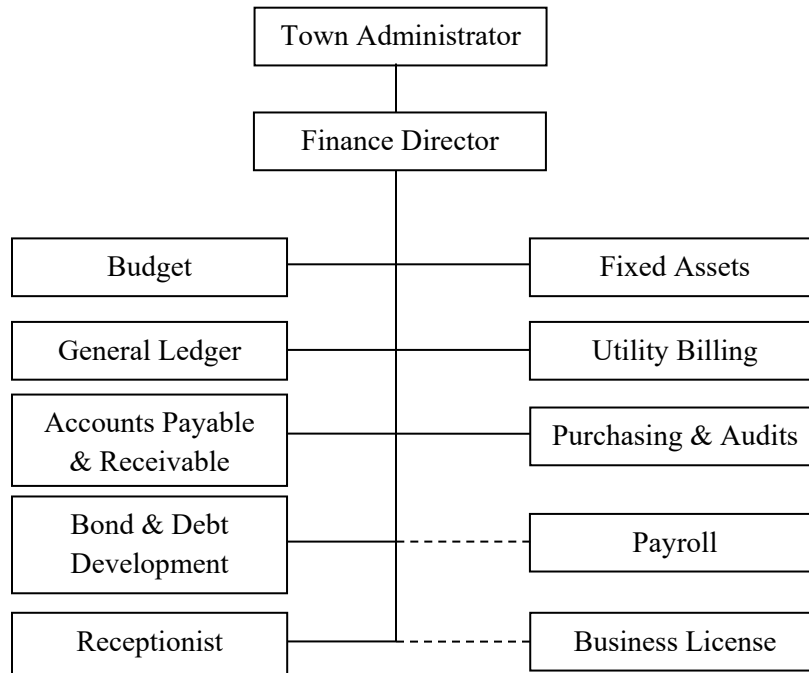 Town Administrator
Finance Director
Budget
Fixed Assets
General Ledger
Utility Billing
Accounts Payable
& Receivable
Purchasing & Audits
Bond & Debt
Development
Payroll
Receptionist
Business License